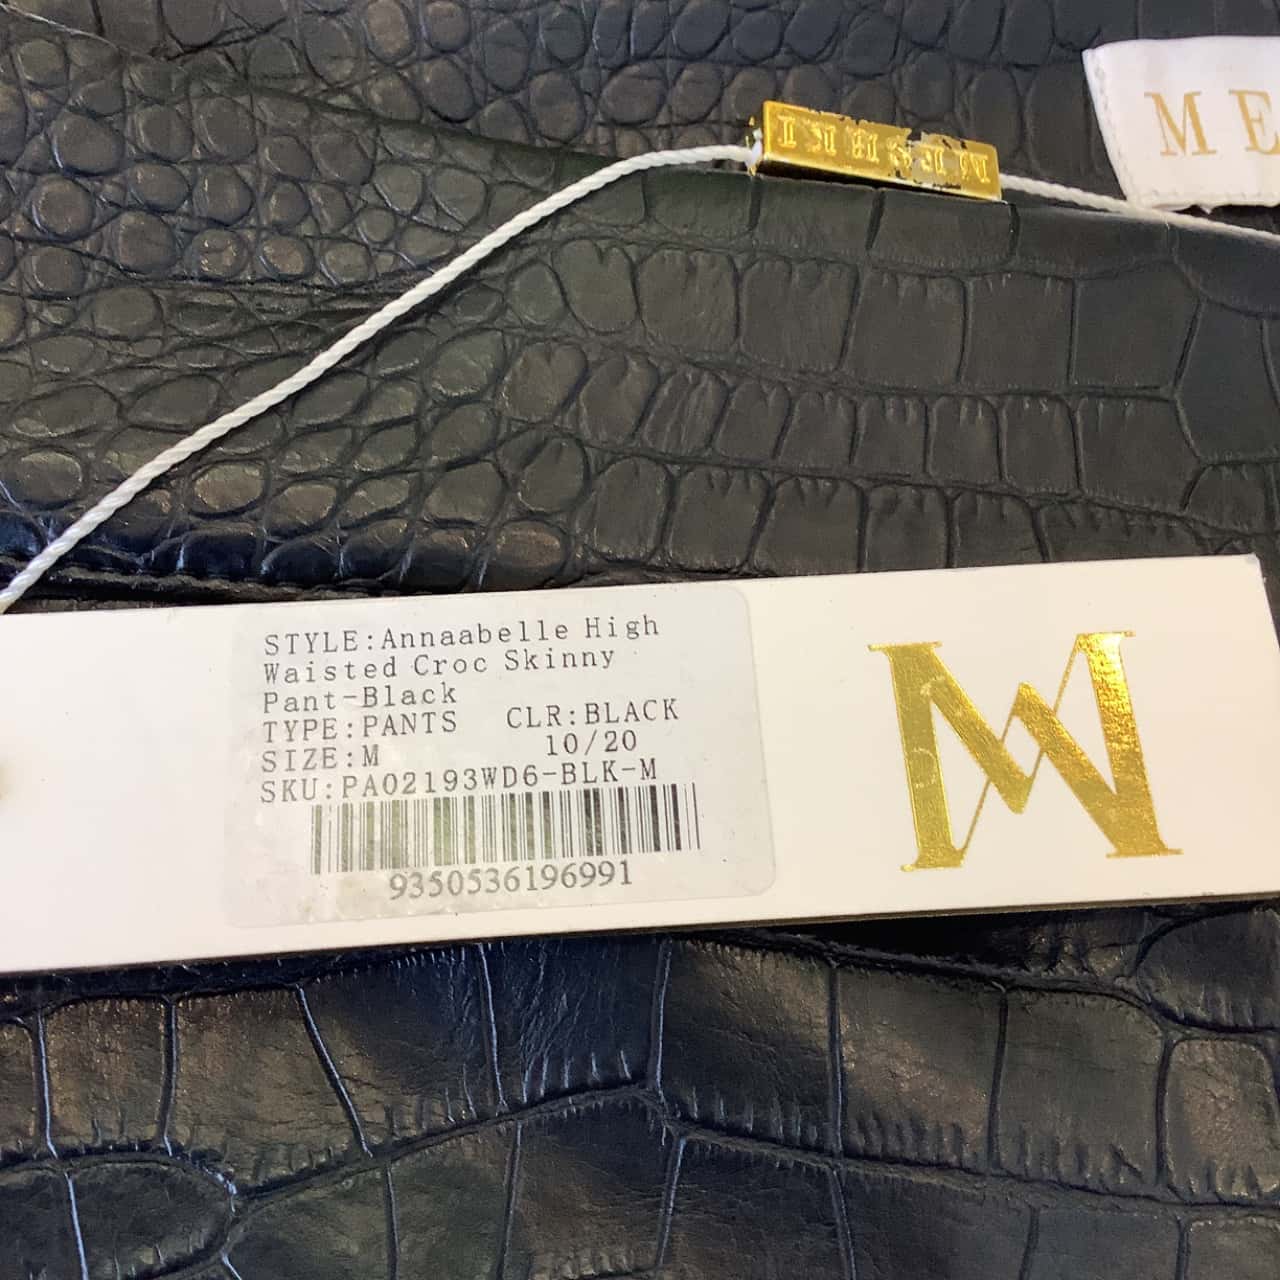 ME
MESHKI
STYLE:Annaabelle High
Waisted Croc Skinny
Pant-Black
TYPE:PANTS CLR:BLACK
SIZE:M 10/20
SKU:PA02193WD6-BLK-M
9350536196991
M